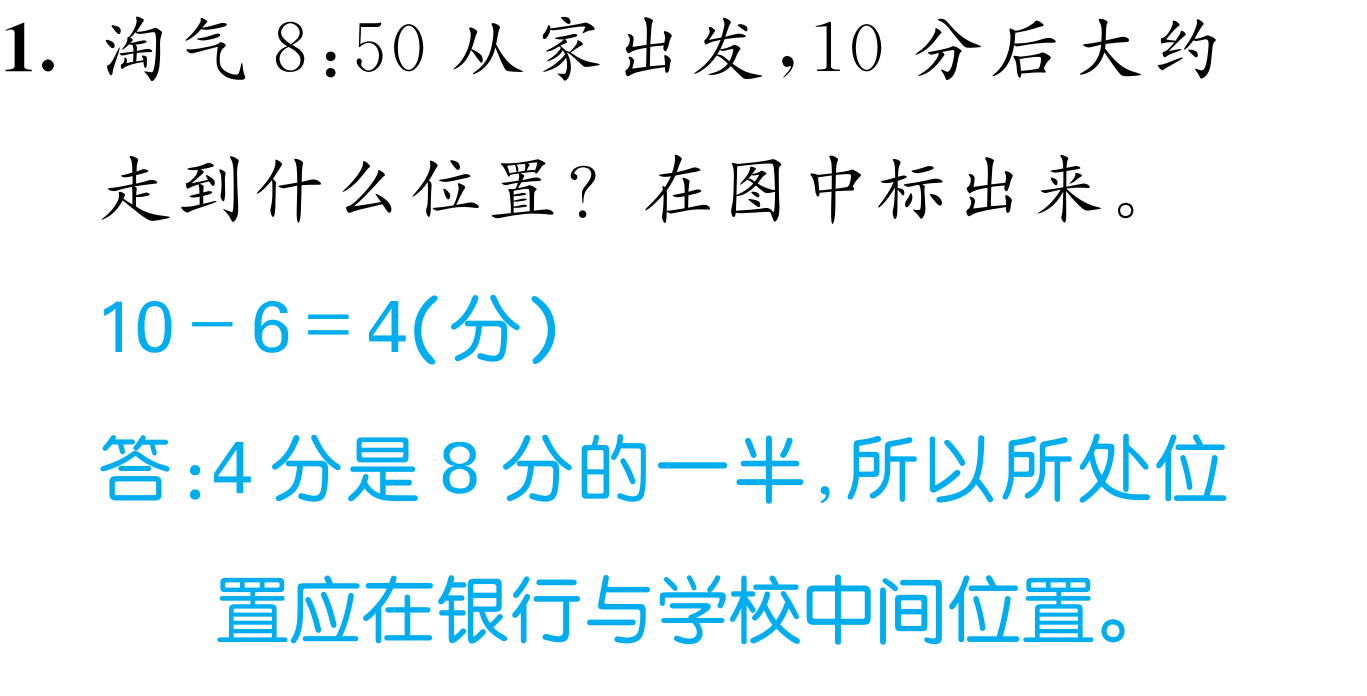 1. 淘气 8:50 从家出发,10 分后大约
走到什么位置? 在图中标出来。
10-6=4(分)
答:4 分是 8 分的一半,所以所处位
置应在银行与学校中间位置。